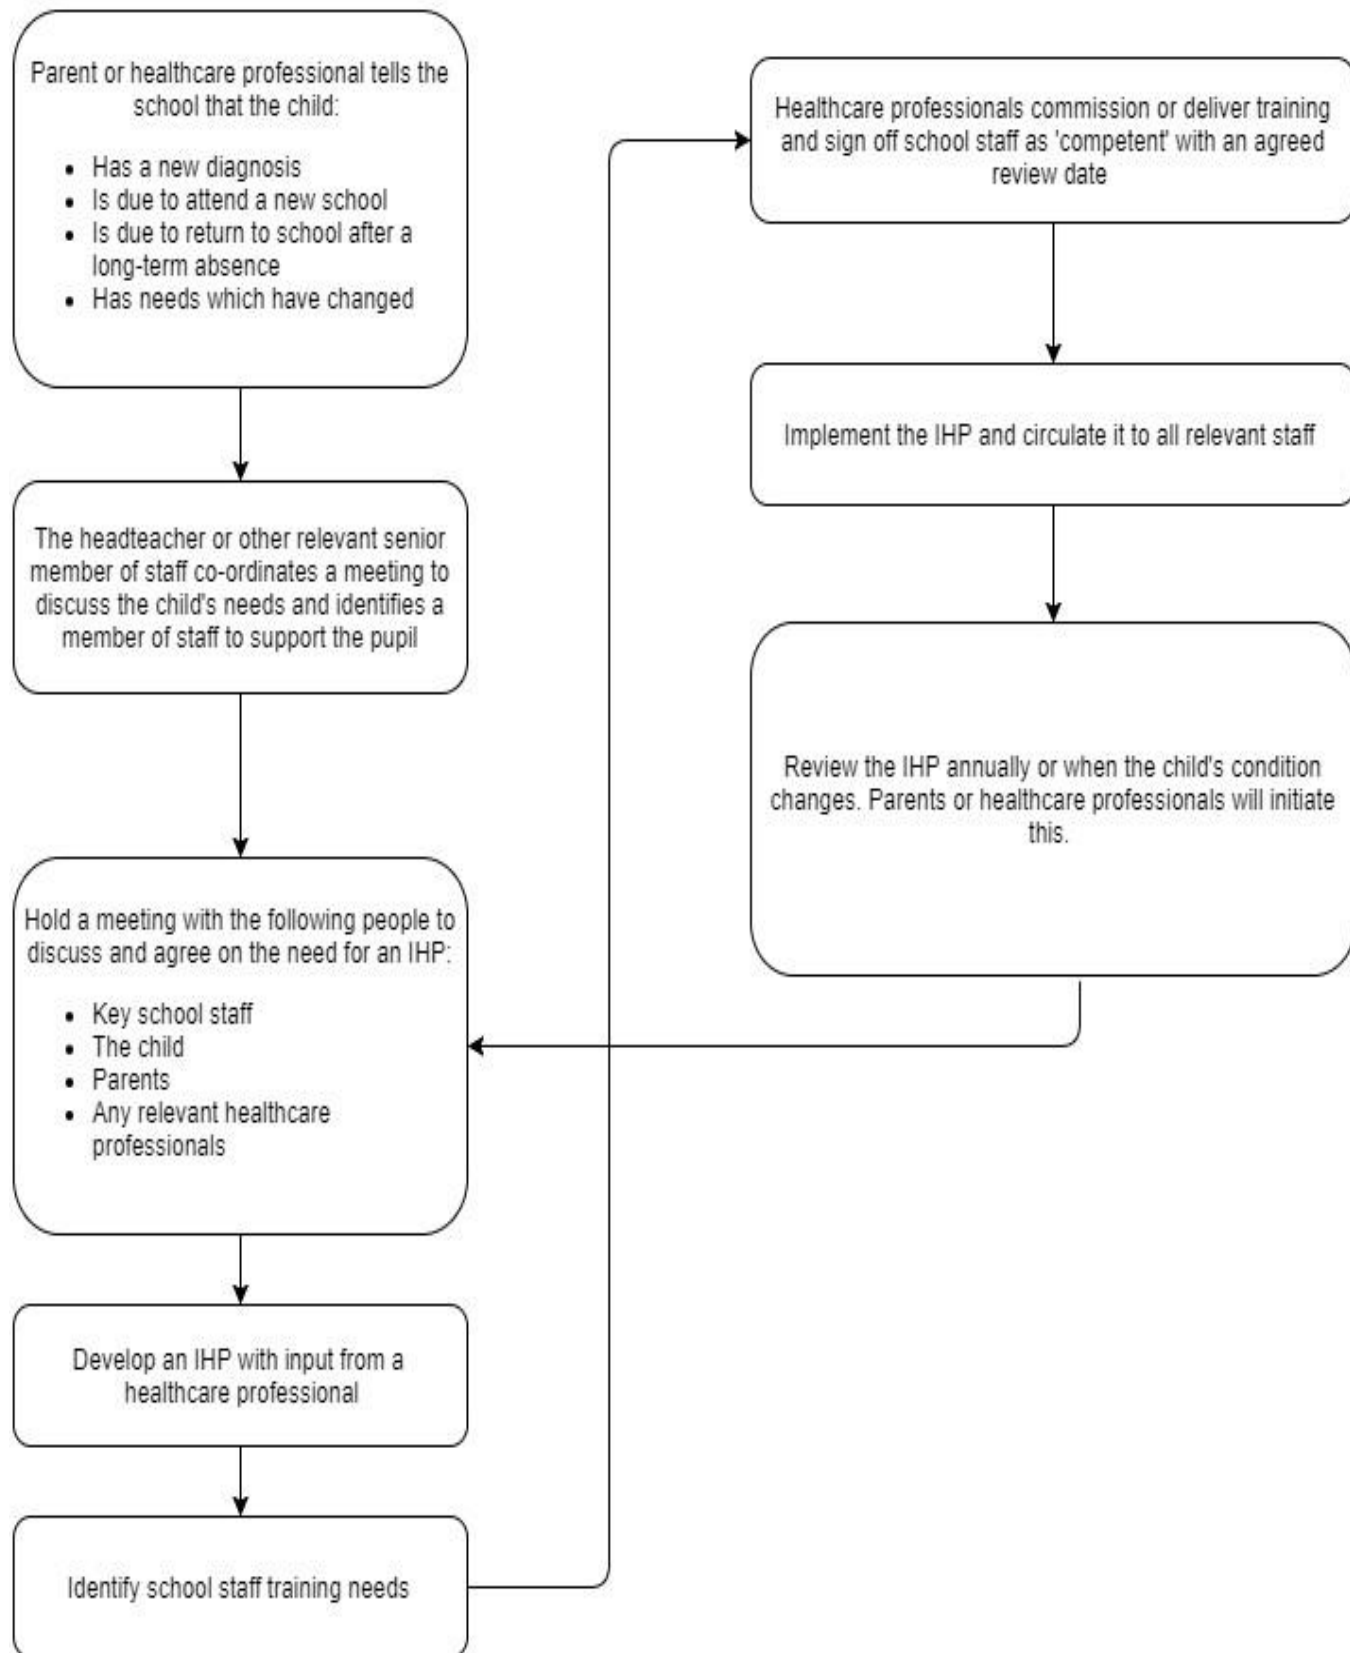 Parent or healthcare professional tells the
school that the child:
• Has a new diagnosis
• Is due to attend a new school
• Is due to return to school after a
long-term absence
• Has needs which have changed
The headteacher or other relevant senior
member of staff co-ordinates a meeting to
discuss the child's needs and identifies a
member of staff to support the pupil
Hold a meeting with the following people to
discuss and agree on the need for an IHP:
• Key school staff
• The child
• Parents
• Any relevant healthcare
professionals
Develop an IHP with input from a
healthcare professional
Identify school staff training needs
Healthcare professionals commission or deliver training
and sign off school staff as 'competent' with an agreed
review date
Implement the IHP and circulate it to all relevant staff
Review the IHP annually or when the child's condition
changes. Parents or healthcare professionals will initiate
this.